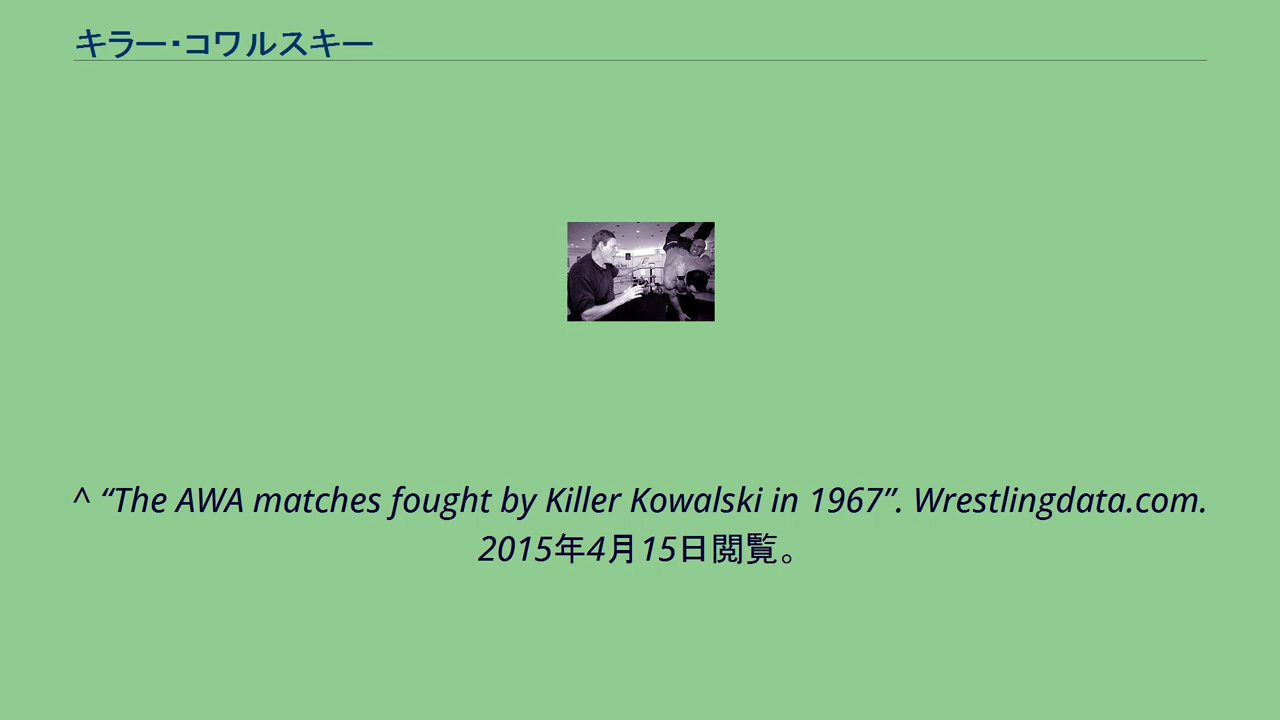 キラー・コワルスキー
^ “The AWA matches fought by Killer Kowalski in 1967”. Wrestlingdata.com.
2015年4月15日閲覧。